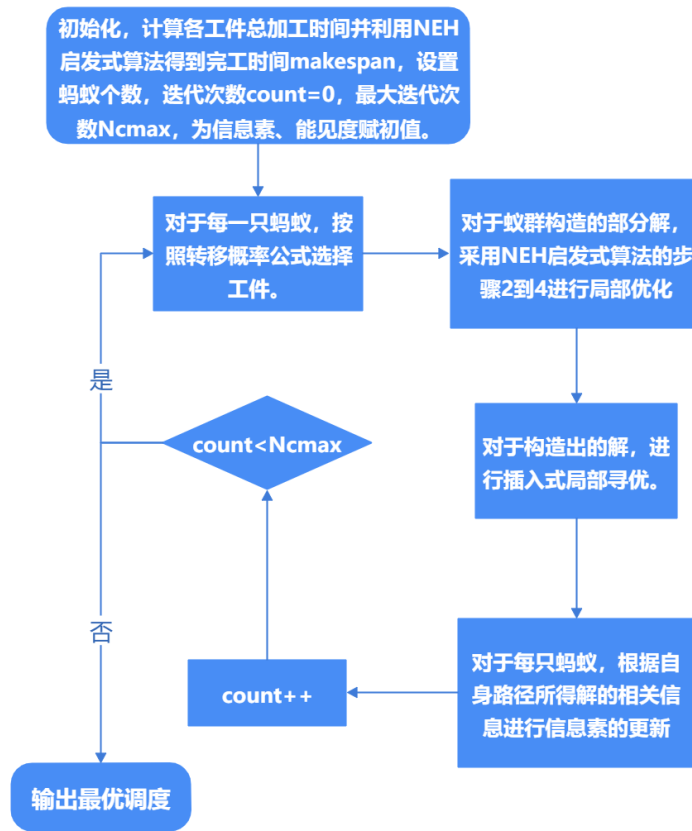 初始化，计算各工件总加工时间并利用NEH
启发式算法得到完工时间makespan，设置
蚂蚁个数，迭代次数count=0，最大迭代次
数Ncmax，为信息素、能见度赋初值。
对于每一只蚂蚁，按
照转移概率公式选择
工件。
对于蚁群构造的部分解，
采用NEH启发式算法的步
骤2到4进行局部优化
对于构造出的解，进
行插入式局部寻优。
对于每只蚂蚁，根据自
身路径所得解的相关信
息进行信息素的更新
count++
count<Ncmax
是
否
输出最优调度